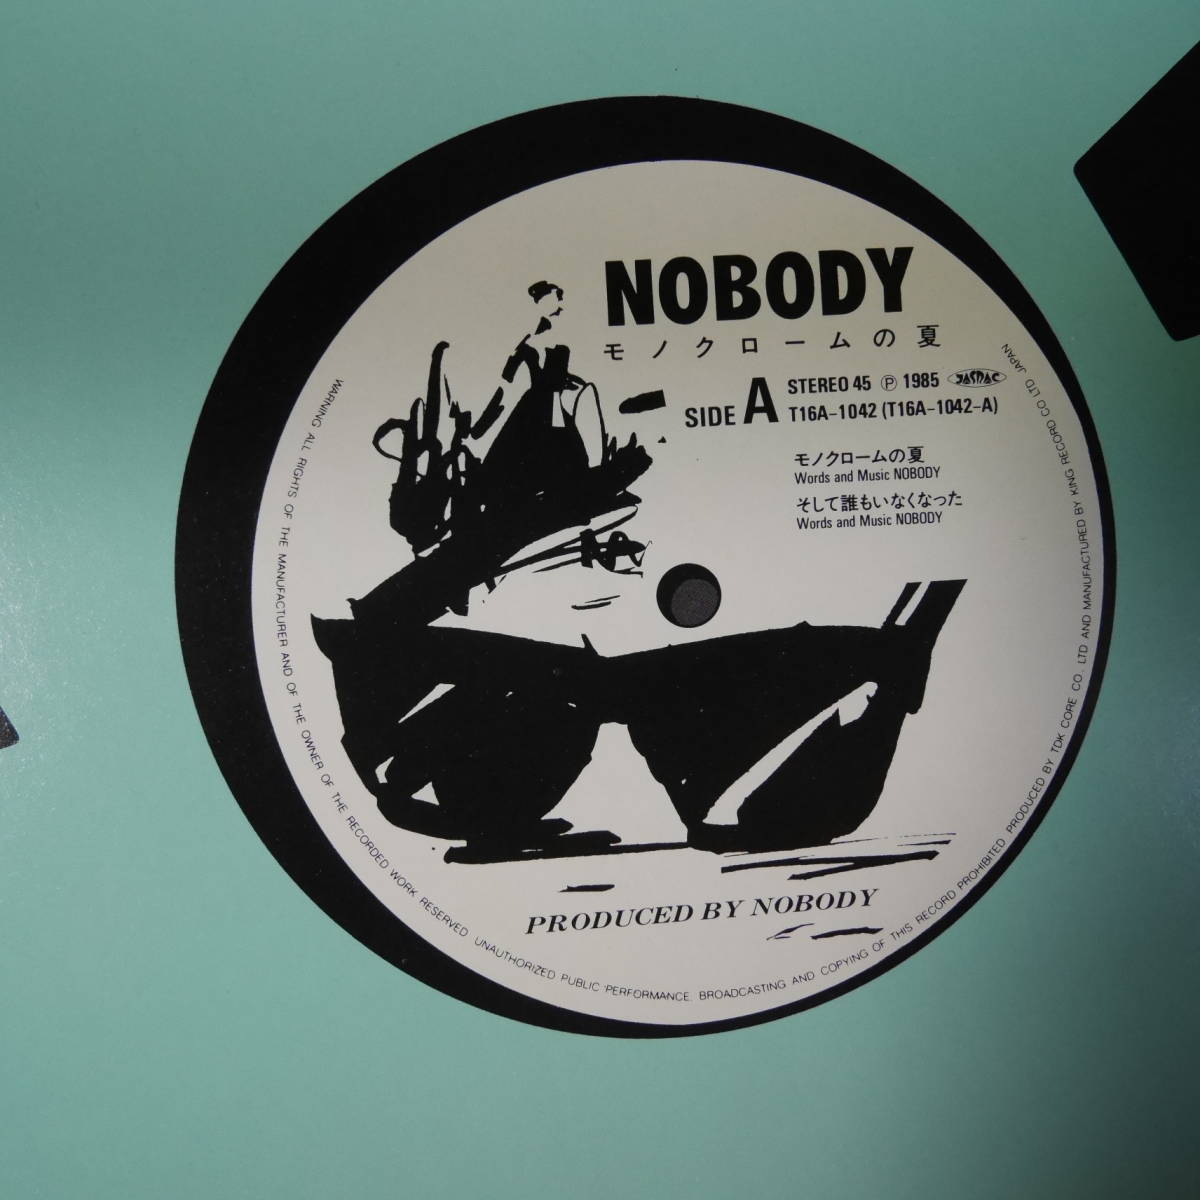 NOBODY
モノクロームの夏
SIDE A
STEREO 45 Ⓟ 1985 JASRAC
T16A-1042 (T16A-1042-A)
モノクロームの夏
Words and Music NOBODY
そして誰もいなくなった
Words and Music NOBODY
PRODUCED BY NOBODY
WARNING ALL RIGHTS OF THE MANUFACTURER AND OF THE OWNER OF THE RECORDED WORK RESERVED UNAUTHORIZED PUBLIC PERFORMANCE. BROADCASTING AND COPYING OF THIS RECORD PROHIBITED PRODUCED BY TDK CORE CO. LTD AND MANUFACTURED BY KING RECORD CO LTD JAPAN